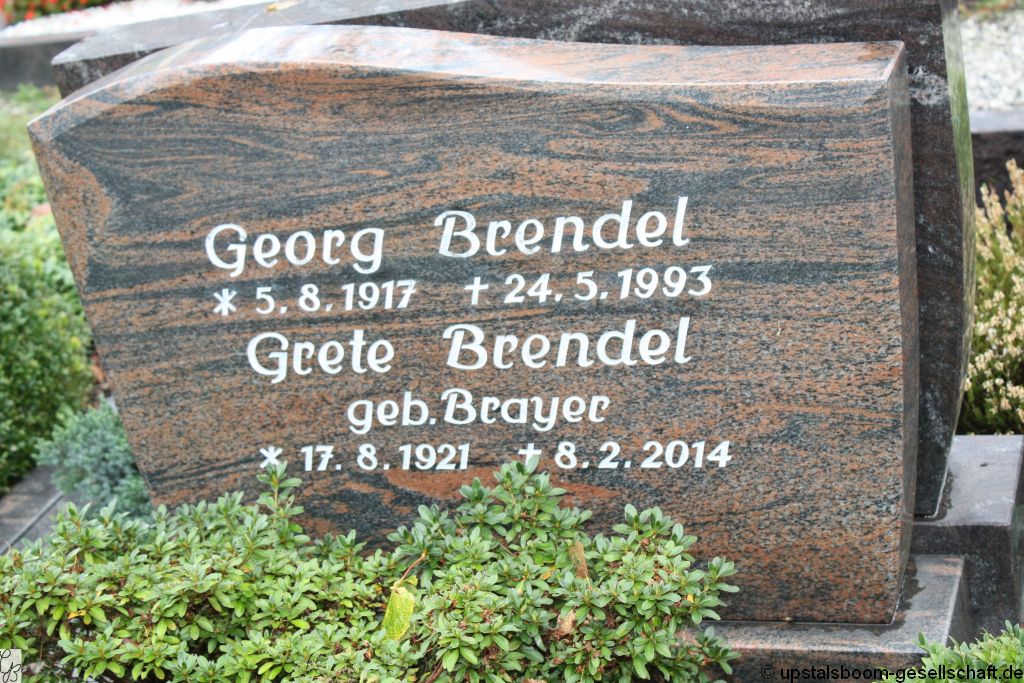 Georg Brendel
* 5. 8. 1917 + 24. 5. 1993
Grete Brendel
geb. Brayer
* 17. 8. 1921 + 8. 2. 2014
© upstalsboom-gesellschaft.de